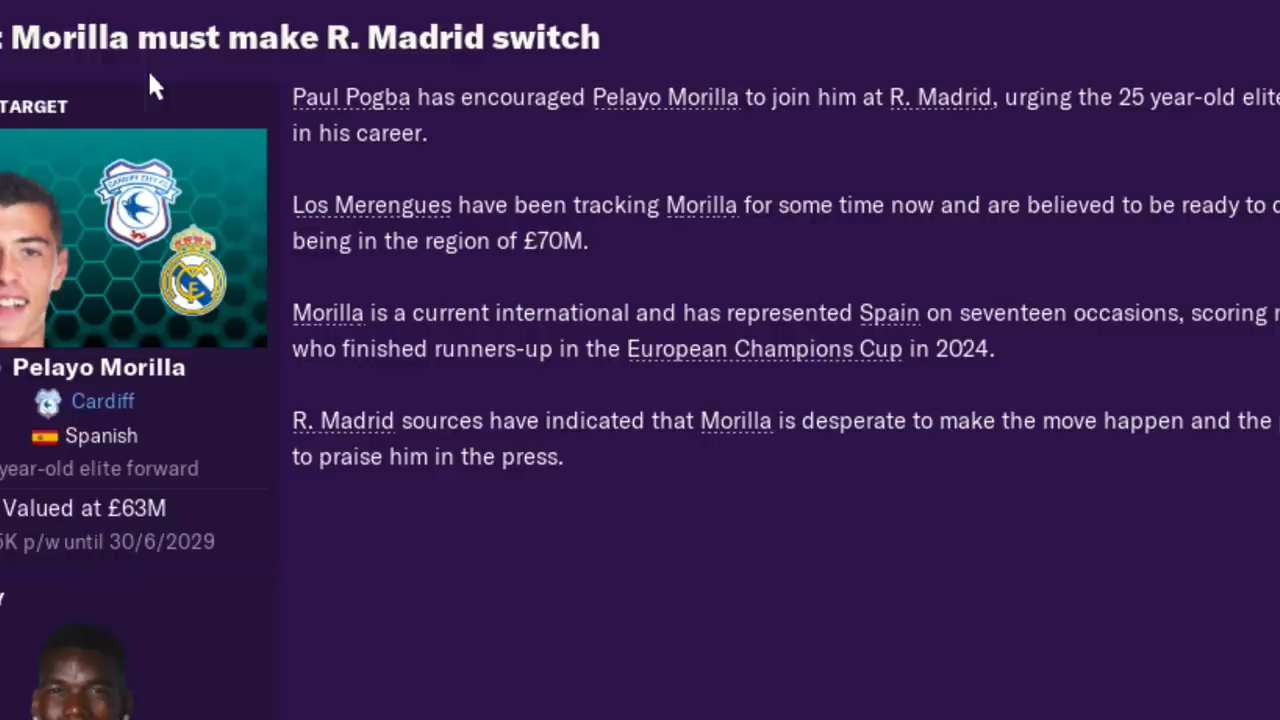 : Morilla must make R. Madrid switch
TARGET
Paul Pogba has encouraged Pelayo Morilla to join him at R. Madrid, urging the 25 year-old elite
in his career.
Los Merengues have been tracking Morilla for some time now and are believed to be ready to
being in the region of £70M.
Morilla is a current international and has represented Spain on seventeen occasions, scoring
who finished runners-up in the European Champions Cup in 2024.
R. Madrid sources have indicated that Morilla is desperate to make the move happen and the
to praise him in the press.
CARDIFF CITY FC
Pelayo Morilla
Cardiff
Spanish
year-old elite forward
Valued at £63M
5K p/w until 30/6/2029
Y